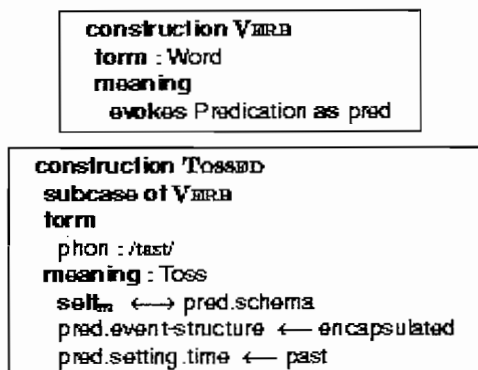 construction VERB
form : Word
meaning
evokes Predication as pred
construction TOSSED
subcase of VERB
form
phon : /tast/
meaning : Toss
selfₘ ⟷ pred.schema
pred.event-structure ⟵ encapsulated
pred.setting.time ⟵ past